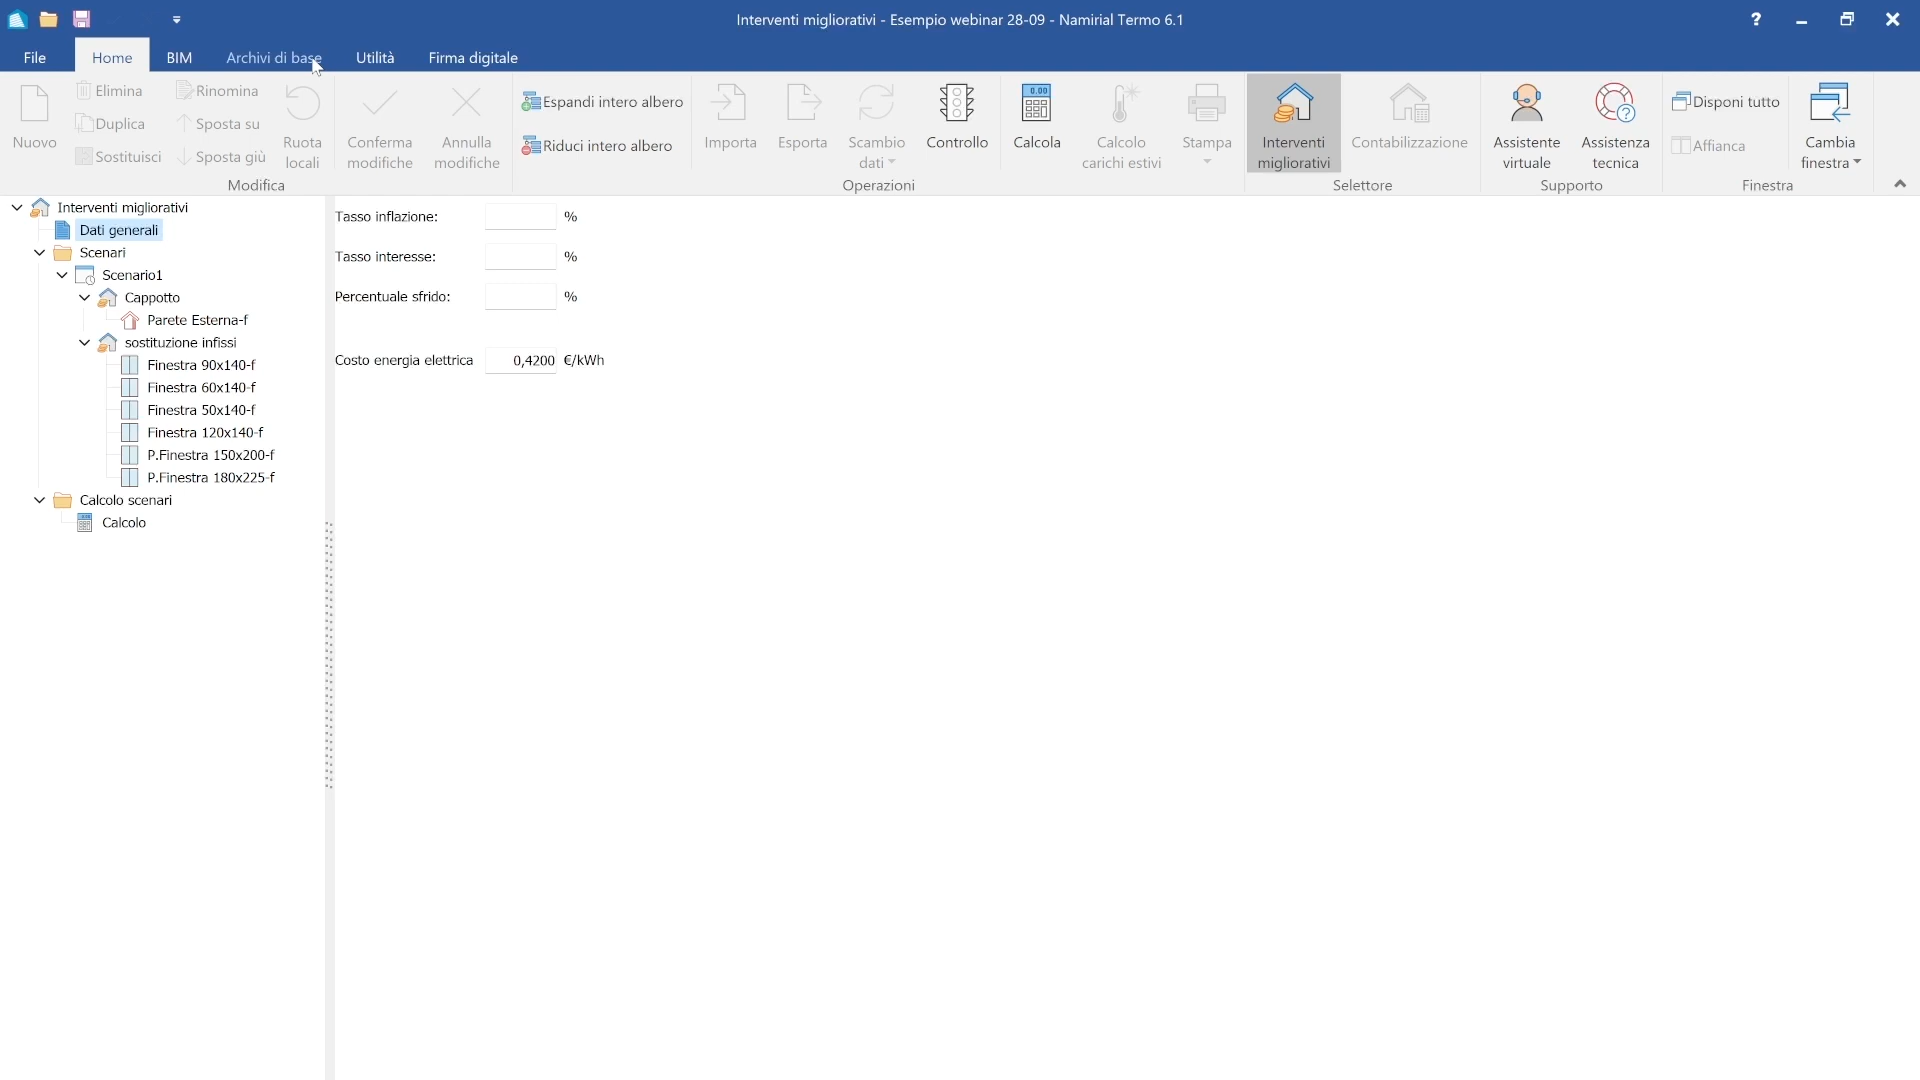 Interventi migliorativi - Esempio webinar 28-09 - Namirial Termo 6.1
?
File Home BIM Archivi di base Utilità Firma digitale
Nuovo
Elimina
Duplica
Sostituisci
Rinomina
Sposta su
Sposta giù
Ruota
locali
Modifica
Conferma
modifiche
Annulla
modifiche
Espandi intero albero
Riduci intero albero
Importa
Esporta
Scambio
dati
Controllo
Operazioni
0.00
Calcola
Calcolo
carichi estivi
Stampa
Interventi
migliorativi
Contabilizzazione
Selettore
Assistente
virtuale
Assistenza
tecnica
Supporto
Disponi tutto
Affianca
Cambia
finestra
Finestra
Interventi migliorativi
Dati generali
Scenari
Scenario1
Cappotto
Parete Esterna-f
sostituzione infissi
Finestra 90x140-f
Finestra 60x140-f
Finestra 50x140-f
Finestra 120x140-f
P.Finestra 150x200-f
P.Finestra 180x225-f
Calcolo scenari
Calcolo
Tasso inflazione: %
Tasso interesse: %
Percentuale sfrido: %
Costo energia elettrica 0,4200 €/kWh